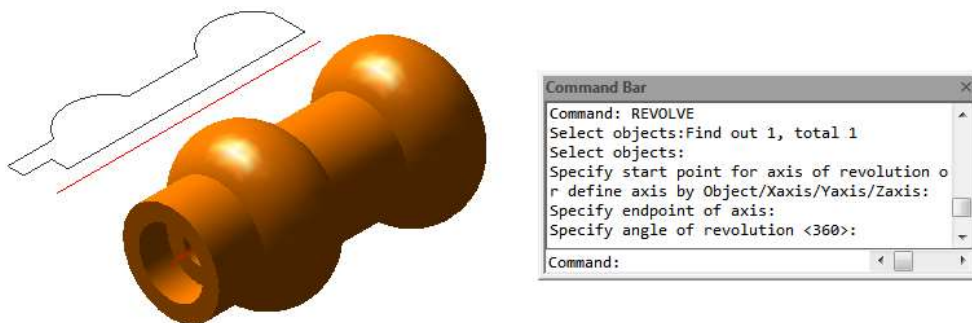 Command Bar
Command: REVOLVE
Select objects:Find out 1, total 1
Select objects:
Specify start point for axis of revolution o
r define axis by Object/Xaxis/Yaxis/Zaxis:
Specify endpoint of axis:
Specify angle of revolution <360>:
Command: